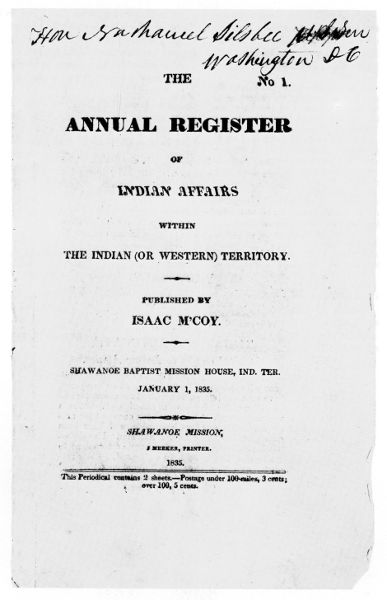 Hon Nathaniel Silsbee
Washington D C
THE
No 1.
ANNUAL REGISTER
OF
INDIAN AFFAIRS
WITHIN
THE INDIAN (OR WESTERN) TERRITORY.
PUBLISHED BY
ISAAC M'COY.
SHAWANOE BAPTIST MISSION HOUSE, IND. TER.
JANUARY 1, 1835.
SHAWANOE MISSION,
J MEEKER, PRINTER.
1835.
This Periodical contains 2 sheets.—Postage under 100 miles, 3 cents;
over 100, 5 cents.